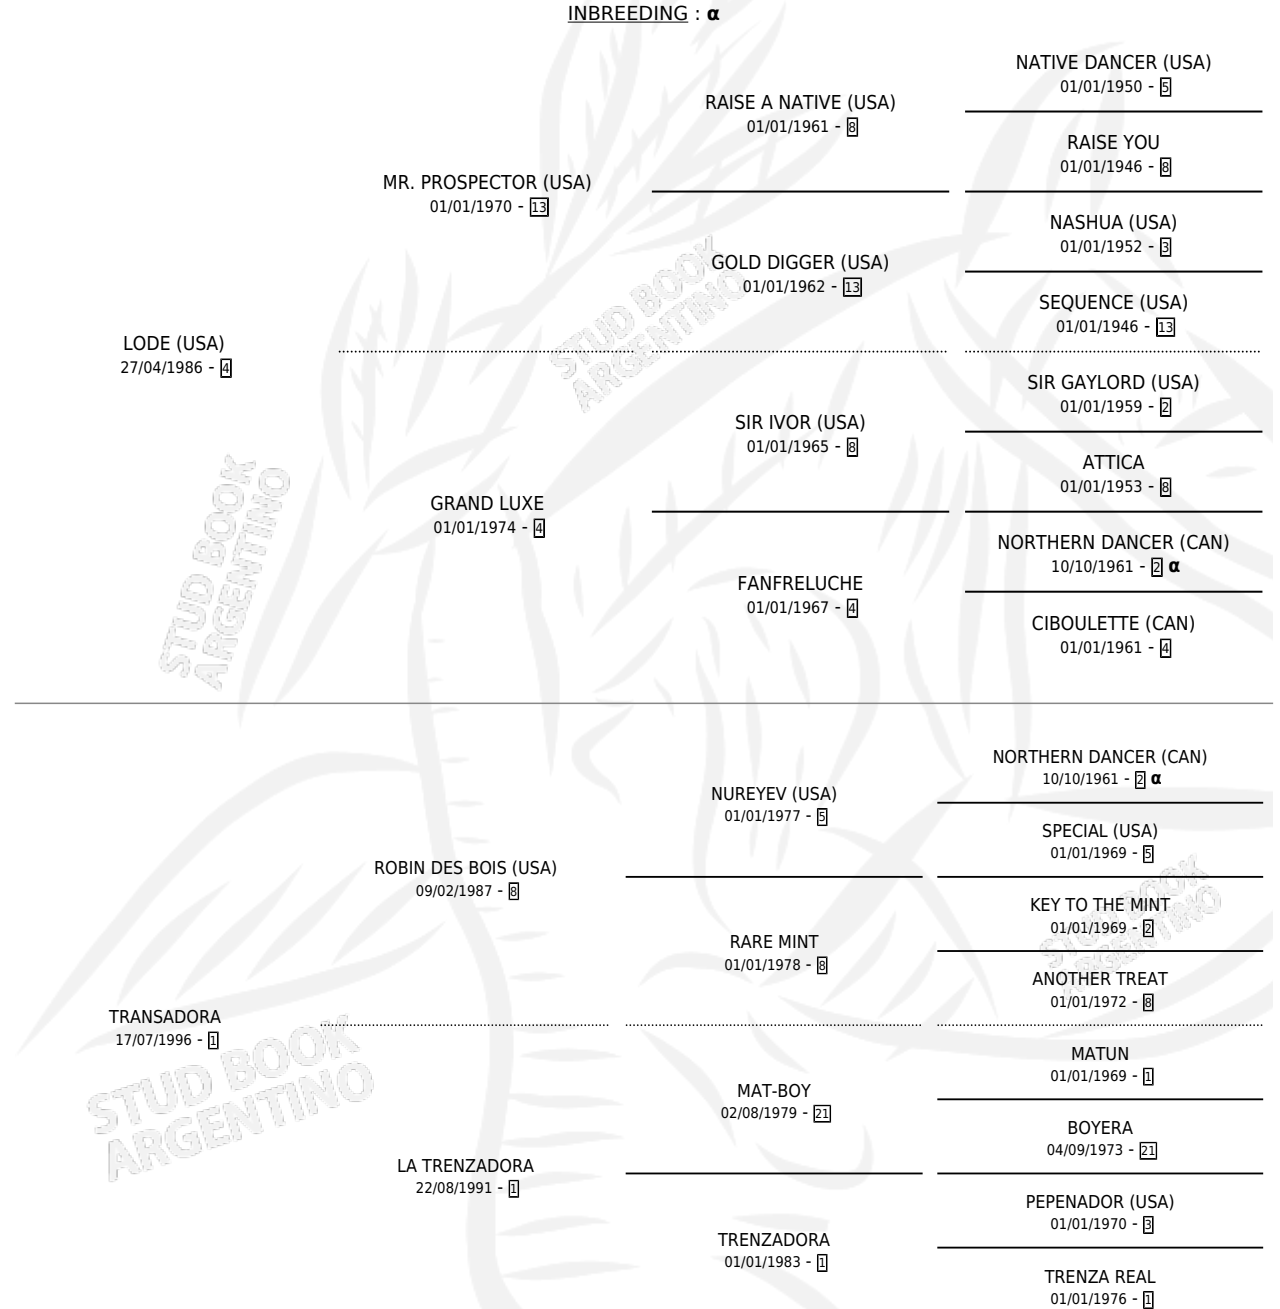 INBREEDING : α
NATIVE DANCER (USA)
01/01/1950 - 5
RAISE A NATIVE (USA)
01/01/1961 - 8
RAISE YOU
01/01/1946 - 8
MR. PROSPECTOR (USA)
01/01/1970 - 13
NASHUA (USA)
01/01/1952 - 3
GOLD DIGGER (USA)
01/01/1962 - 13
SEQUENCE (USA)
01/01/1946 - 13
LODE (USA)
27/04/1986 - 4
STUD BOOK
ARGENTINO
SIR GAYLORD (USA)
01/01/1959 - 2
SIR IVOR (USA)
01/01/1965 - 8
ATTICA
01/01/1953 - 8
GRAND LUXE
01/01/1974 - 4
STUD BOOK
ARGENTINO
NORTHERN DANCER (CAN)
10/10/1961 - 2 α
FANFRELUCHE
01/01/1967 - 4
CIBOULETTE (CAN)
01/01/1961 - 4
NORTHERN DANCER (CAN)
10/10/1961 - 2 α
NUREYEV (USA)
01/01/1977 - 5
SPECIAL (USA)
01/01/1969 - 5
ROBIN DES BOIS (USA)
09/02/1987 - 8
KEY TO THE MINT
01/01/1969 - 2
STUD BOOK
ARGENTINO
RARE MINT
01/01/1978 - 8
ANOTHER TREAT
01/01/1972 - 8
TRANSADORA
17/07/1996 - 1
STUD BOOK
ARGENTINO
MATUN
01/01/1969 - 1
MAT-BOY
02/08/1979 - 21
BOYERA
04/09/1973 - 21
LA TRENZADORA
22/08/1991 - 1
PEPENADOR (USA)
01/01/1970 - 3
TRENZADORA
01/01/1983 - 1
TRENZA REAL
01/01/1976 - 1